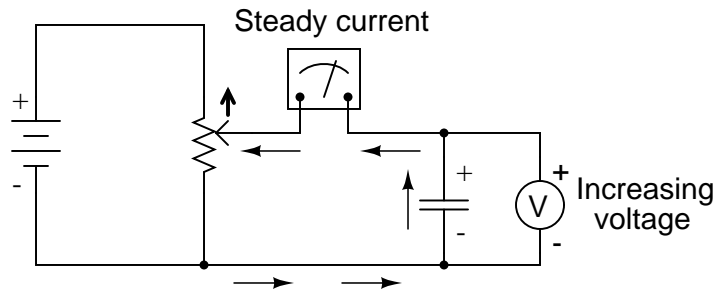 Steady current
+
-
+
-
V
+
-
Increasing
voltage